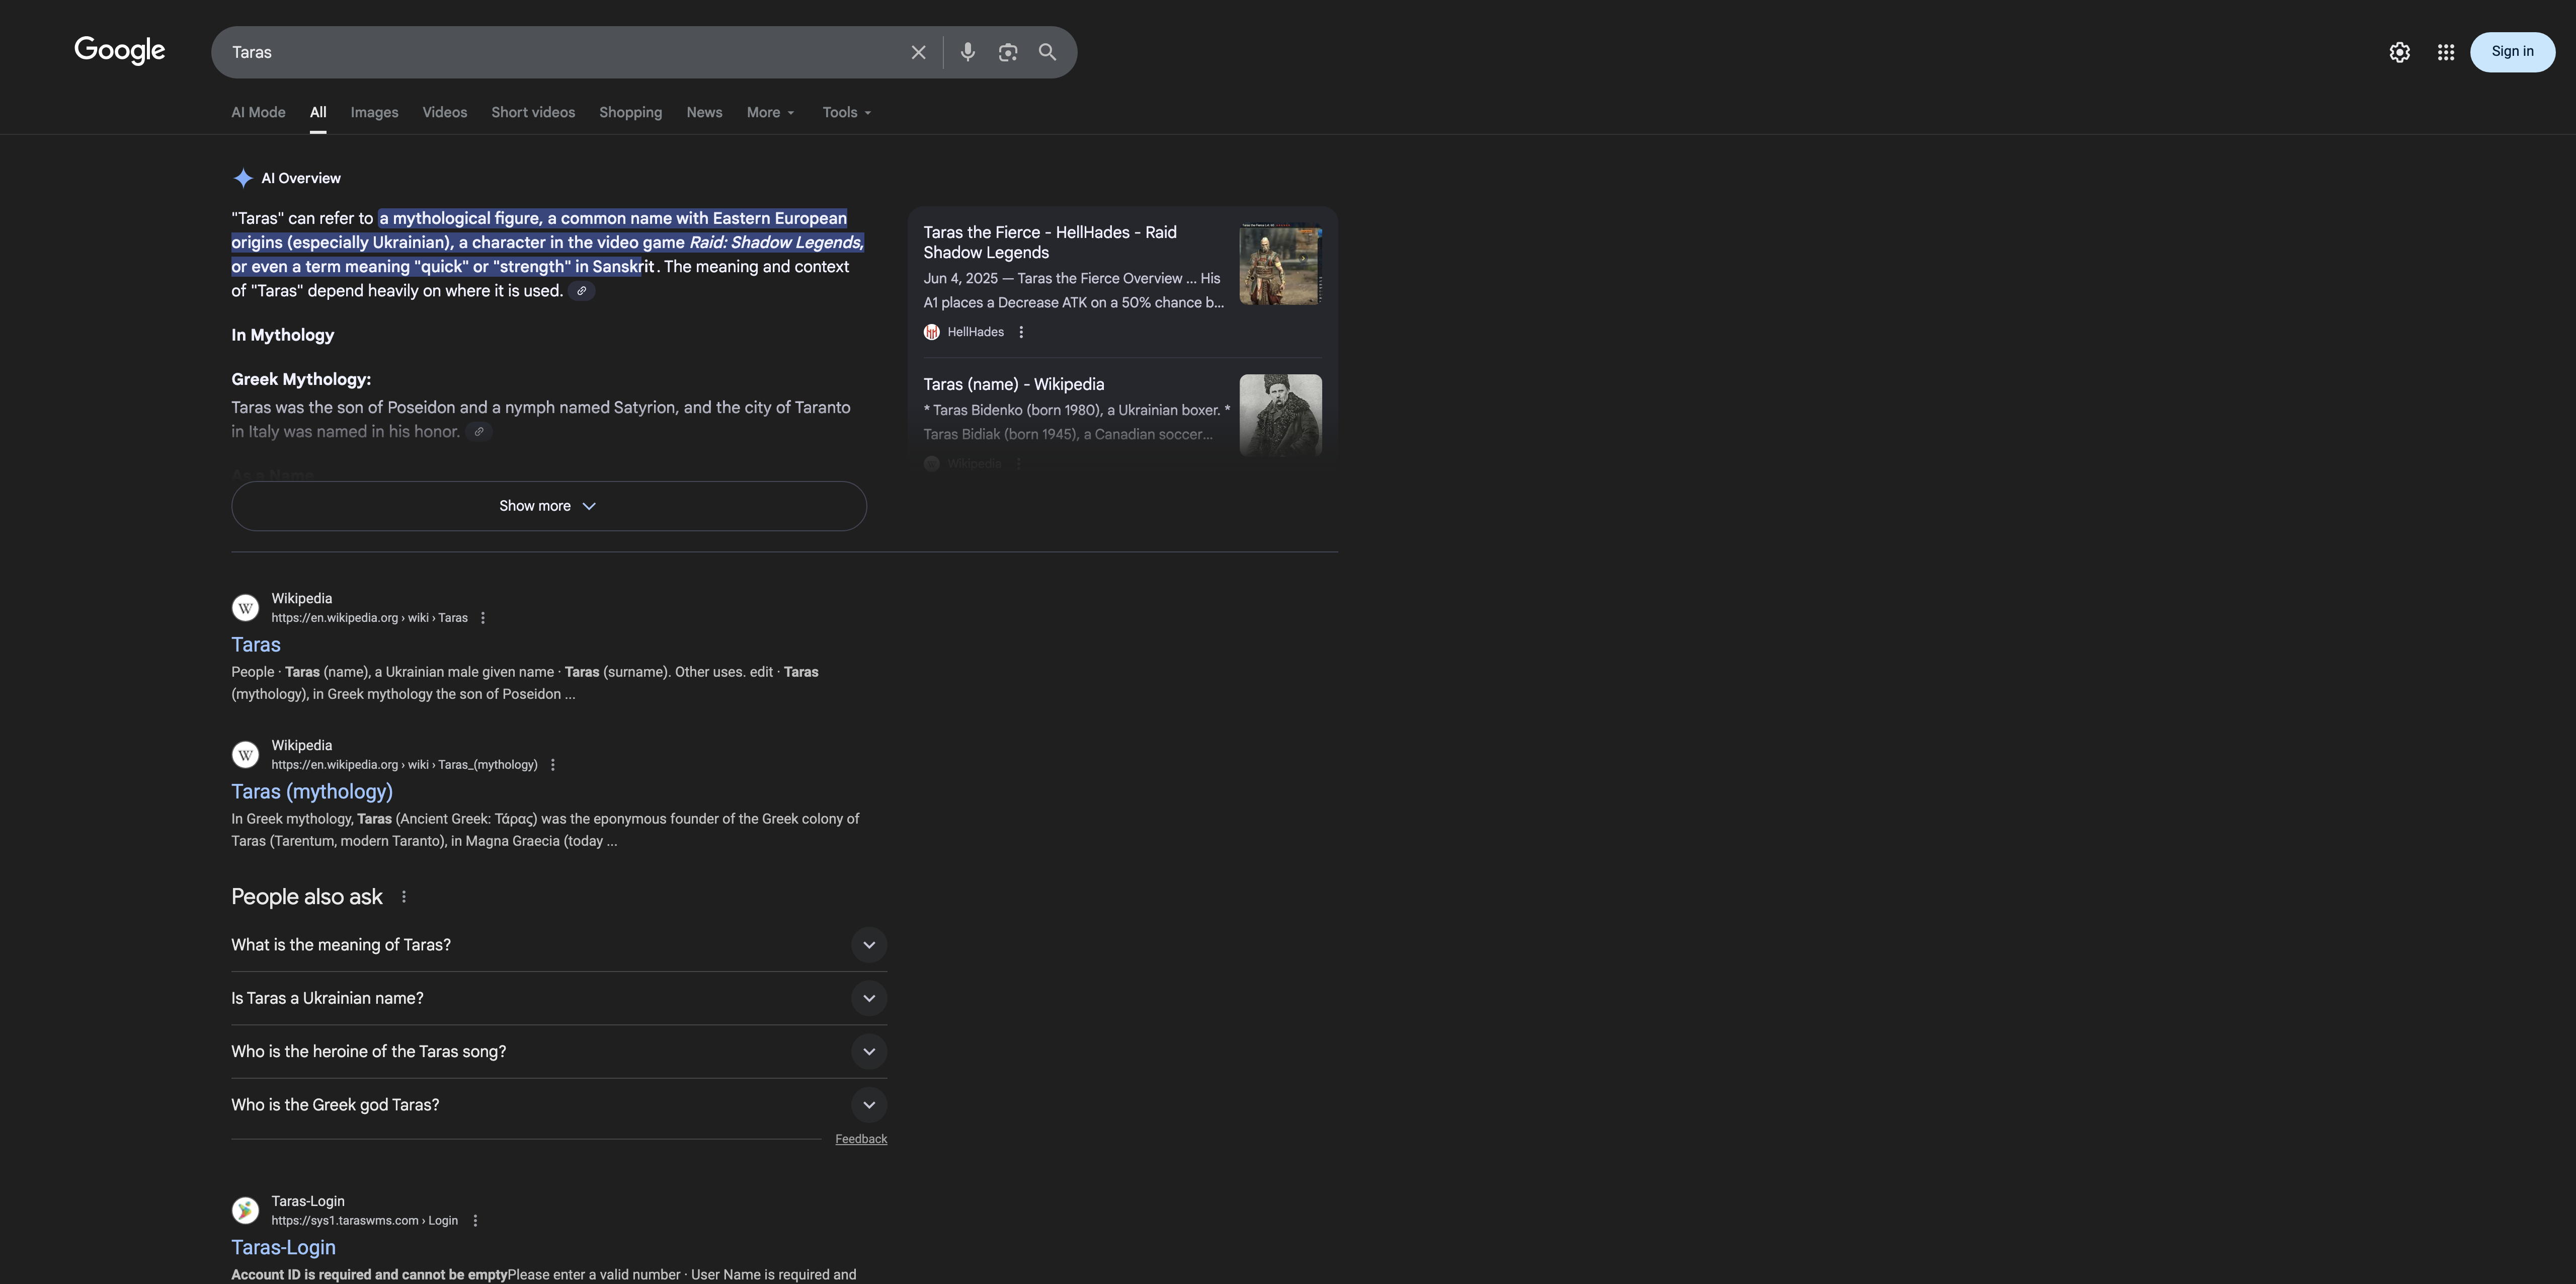 Google
Taras
Sign in
AI Mode
All
Images
Videos
Short videos
Shopping
News
More
Tools
AI Overview
"Taras" can refer to a mythological figure, a common name with Eastern European
origins (especially Ukrainian), a character in the video game Raid: Shadow Legends,
or even a term meaning "quick" or "strength" in Sanskrit. The meaning and context
of "Taras" depend heavily on where it is used.
In Mythology
Greek Mythology:
Taras was the son of Poseidon and a nymph named Satyrion, and the city of Taranto
in Italy was named in his honor.
As a Name
Show more
Taras the Fierce - HellHades - Raid
Shadow Legends
Jun 4, 2025 — Taras the Fierce Overview ... His
A1 places a Decrease ATK on a 50% chance b...
HellHades
Taras (name) - Wikipedia
* Taras Bidenko (born 1980), a Ukrainian boxer. *
Taras Bidiak (born 1945), a Canadian soccer...
Wikipedia
Wikipedia
https://en.wikipedia.org › wiki › Taras
Taras
People · Taras (name), a Ukrainian male given name · Taras (surname). Other uses. edit · Taras
(mythology), in Greek mythology the son of Poseidon ...
Wikipedia
https://en.wikipedia.org › wiki › Taras_(mythology)
Taras (mythology)
In Greek mythology, Taras (Ancient Greek: Τάρας) was the eponymous founder of the Greek colony of
Taras (Tarentum, modern Taranto), in Magna Graecia (today ...
People also ask
What is the meaning of Taras?
Is Taras a Ukrainian name?
Who is the heroine of the Taras song?
Who is the Greek god Taras?
Feedback
Taras-Login
https://sys1.taraswms.com › Login
Taras-Login
Account ID is required and cannot be emptyPlease enter a valid number · User Name is required and